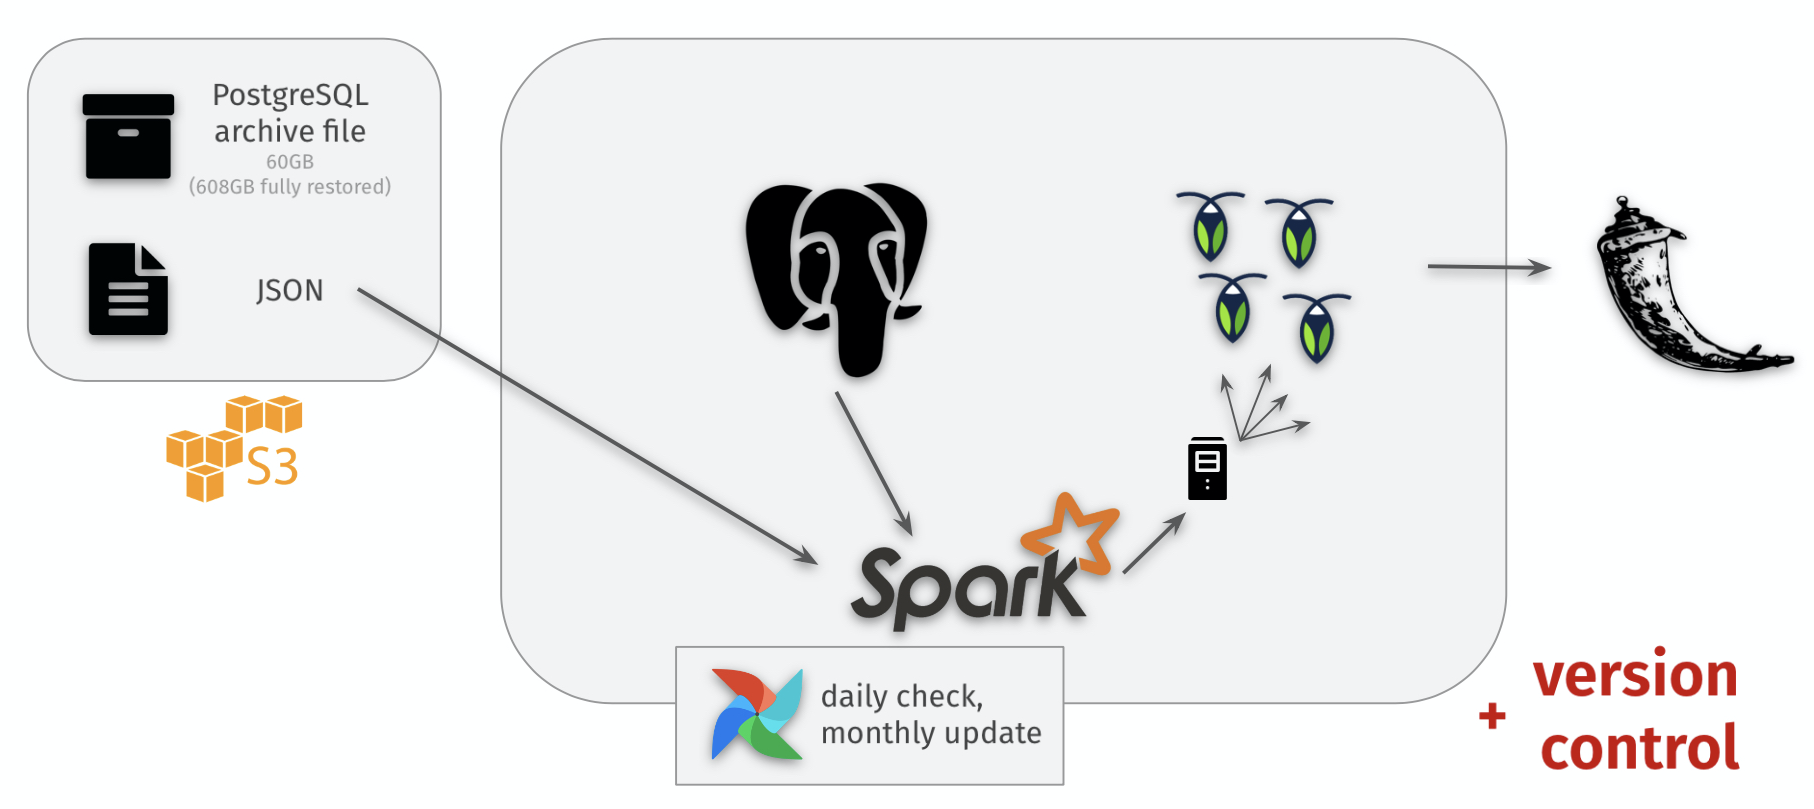 PostgreSQL
archive file
60GB
(608GB fully restored)
JSON
S3
Spark
daily check,
monthly update
+ version
control